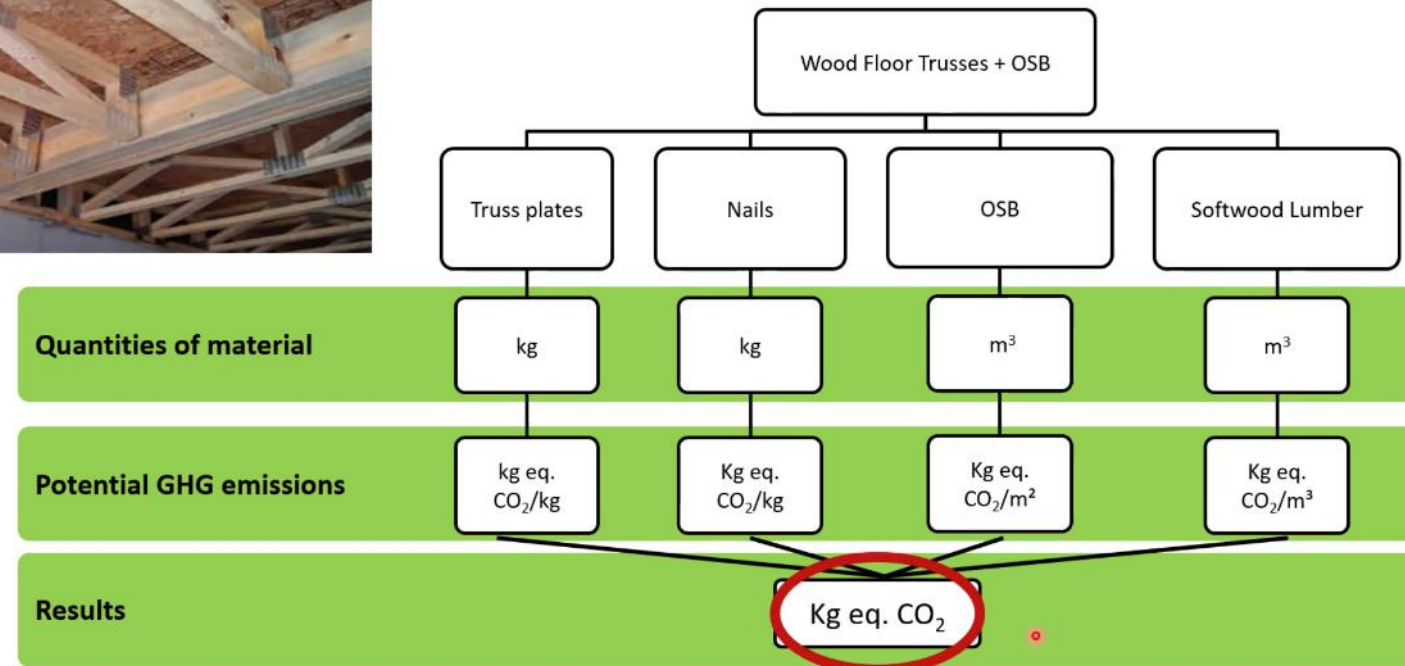 Wood Floor Trusses + OSB
Truss plates
Nails
OSB
Softwood Lumber
Quantities of material
kg
kg
m³
m³
Potential GHG emissions
kg eq.
CO₂/kg
Kg eq.
CO₂/kg
Kg eq.
CO₂/m²
Kg eq.
CO₂/m³
Results
Kg eq. CO₂